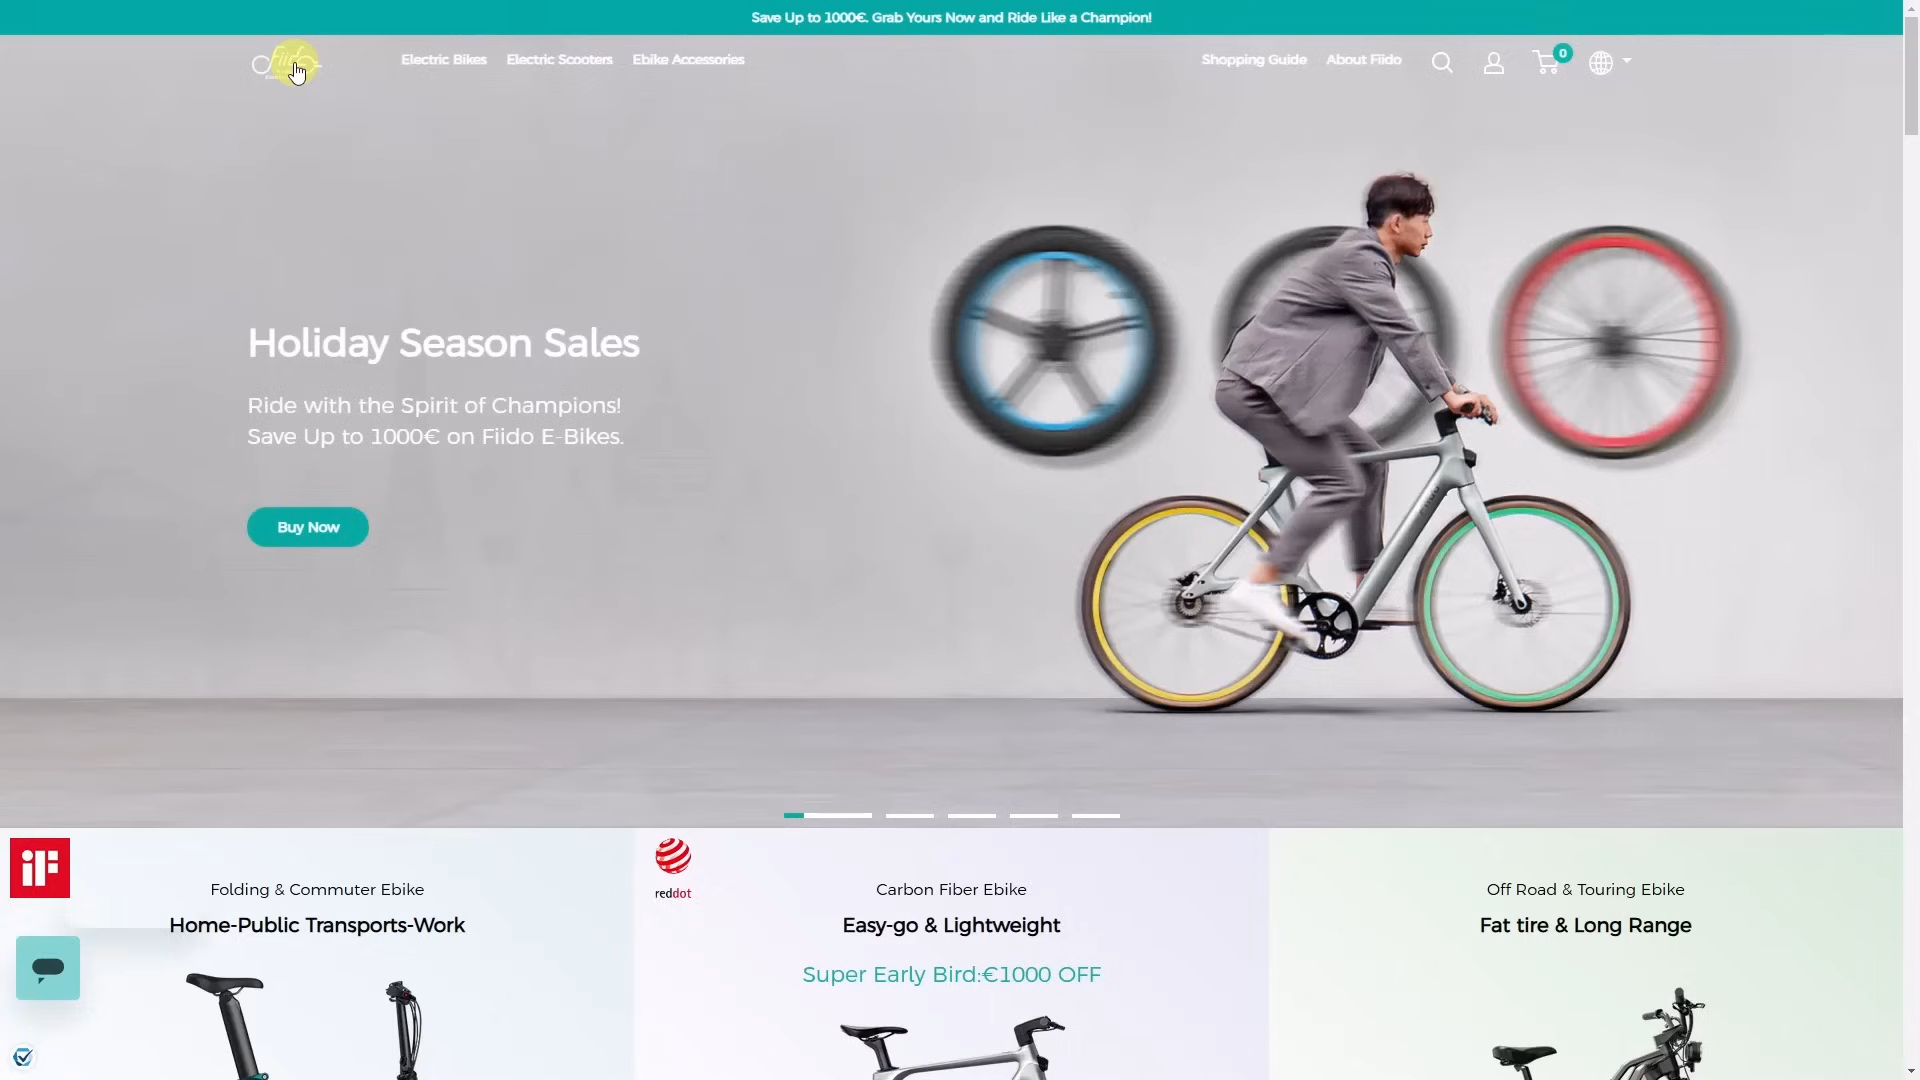 Save Up to 1000€. Grab Yours Now and Ride Like a Champion!
Fiido
Electric Bikes
Electric Scooters
Ebike Accessories
Shopping Guide
About Fiido
0
Holiday Season Sales
Ride with the Spirit of Champions!
Save Up to 1000€ on Fiido E-Bikes.
Buy Now
iF
reddot
Folding & Commuter Ebike
Home-Public Transports-Work
Carbon Fiber Ebike
Easy-go & Lightweight
Super Early Bird:€1000 OFF
Off Road & Touring Ebike
Fat tire & Long Range